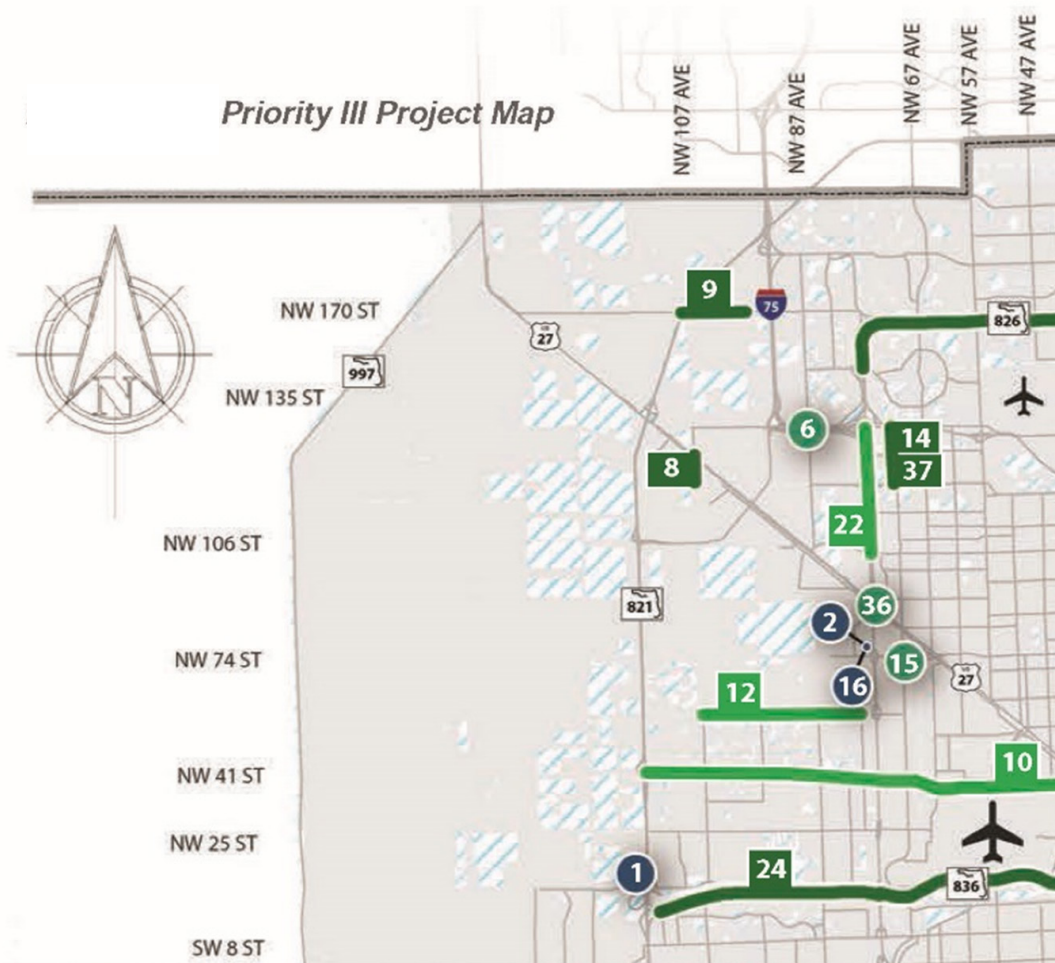 Priority III Project Map
NW 107 AVE
NW 87 AVE
NW 67 AVE
NW 57 AVE
NW 47 AVE
N
NW 170 ST
NW 135 ST
NW 106 ST
NW 74 ST
NW 41 ST
NW 25 ST
SW 8 ST
9
75
826
US
27
997
6
14
37
8
22
821
36
2
15
16
27
12
10
1
24
836